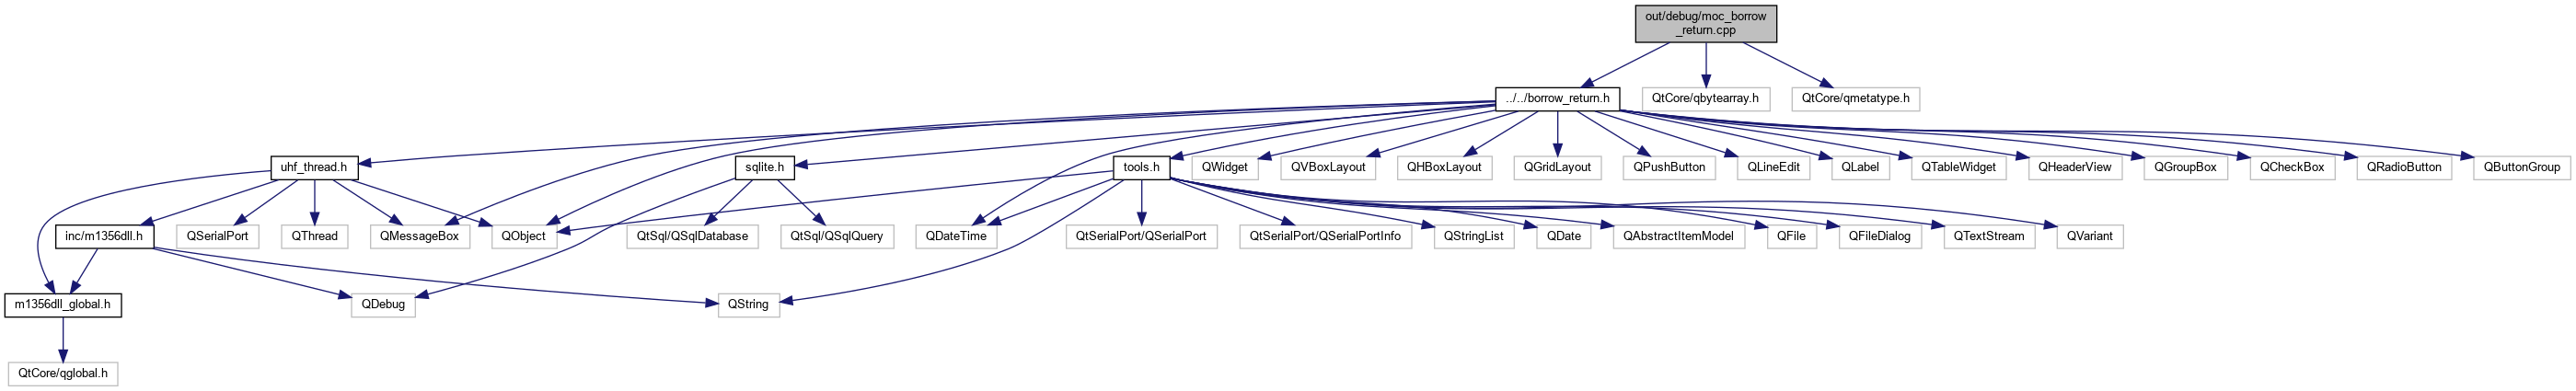 out/debug/moc_borrow
_return.cpp
../../borrow_return.h
QtCore/qbytearray.h
QtCore/qmetatype.h
uhf_thread.h
sqlite.h
tools.h
QWidget
QVBoxLayout
QHBoxLayout
QGridLayout
QPushButton
QLineEdit
QLabel
QTableWidget
QHeaderView
QGroupBox
QCheckBox
QRadioButton
QButtonGroup
inc/m1356dll.h
QSerialPort
QThread
QMessageBox
QObject
QtSql/QSqlDatabase
QtSql/QSqlQuery
QDateTime
QtSerialPort/QSerialPort
QtSerialPort/QSerialPortInfo
QStringList
QDate
QAbstractItemModel
QFile
QFileDialog
QTextStream
QVariant
m1356dll_global.h
QDebug
QString
QtCore/qglobal.h